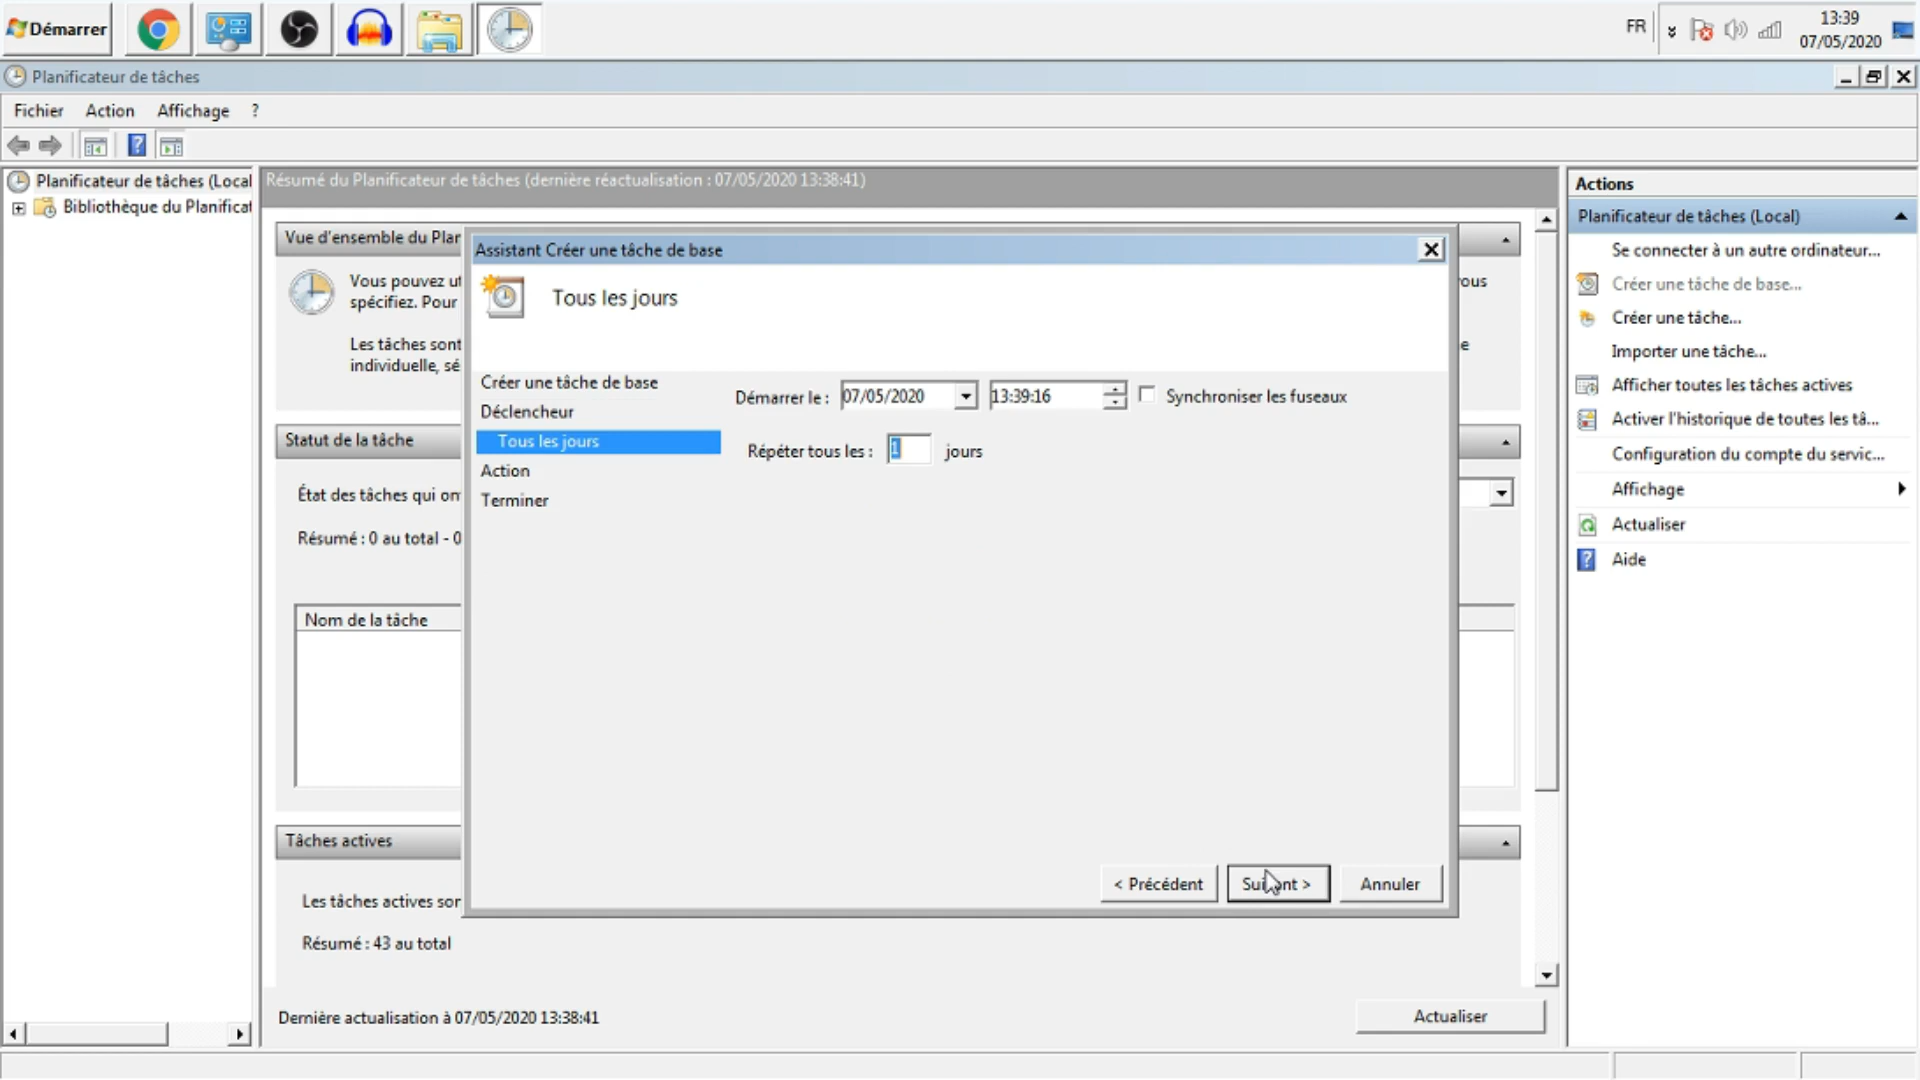 Démarrer
FR
13:39
07/05/2020
Planificateur de tâches
Fichier Action Affichage ?
Planificateur de tâches (Local
Bibliothèque du Planificat
Résumé du Planificateur de tâches (dernière réactualisation : 07/05/2020 13:38:41)
Vue d'ensemble du Plan
Vous pouvez ut
spécifiez. Pour
ous
Les tâches sont
e
individuelle, sé
Statut de la tâche
État des tâches qui on
Résumé : 0 au total - 0
Nom de la tâche
Tâches actives
Les tâches actives sor
Résumé : 43 au total
Dernière actualisation à 07/05/2020 13:38:41
Actualiser
Assistant Créer une tâche de base
Tous les jours
Créer une tâche de base
Déclencheur
Tous les jours
Action
Terminer
Démarrer le : 07/05/2020 13:39:16 Synchroniser les fuseaux
Répéter tous les : 1 jours
< Précédent
Suivant >
Annuler
Actions
Planificateur de tâches (Local)
Se connecter à un autre ordinateur...
Créer une tâche de base...
Créer une tâche...
Importer une tâche...
Afficher toutes les tâches actives
Activer l'historique de toutes les tâ...
Configuration du compte du servic...
Affichage
Actualiser
Aide